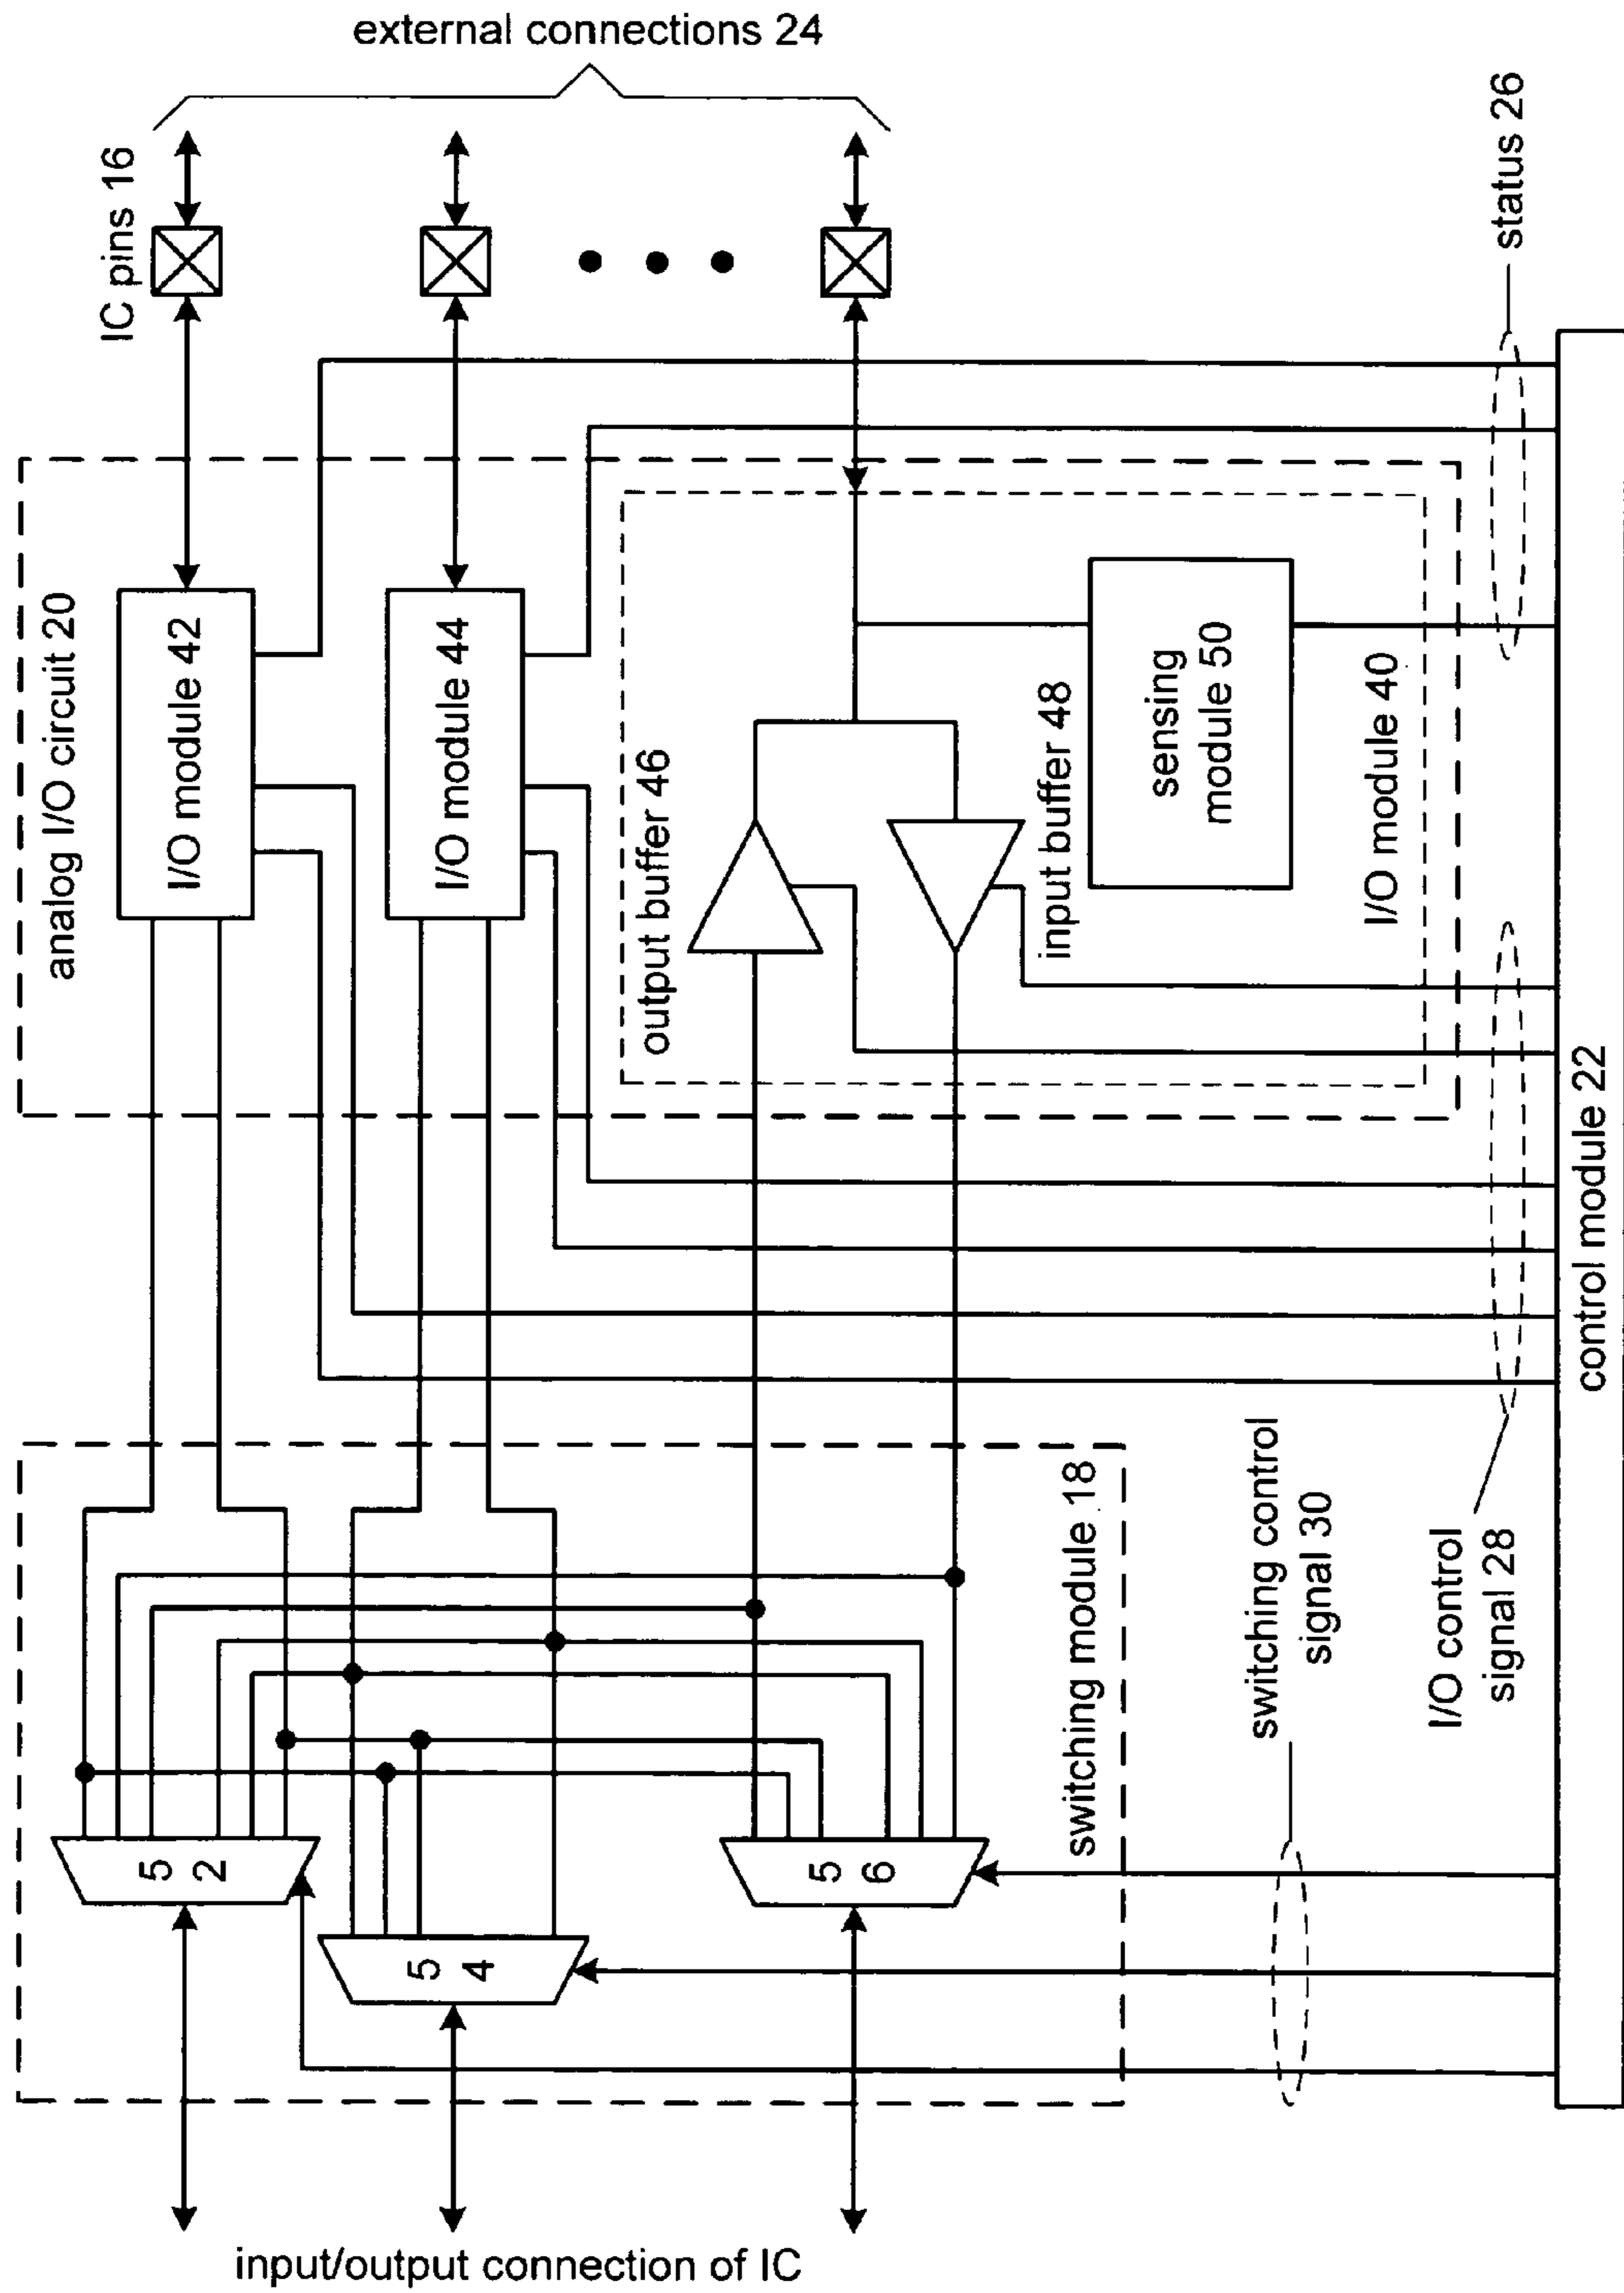 external connections 24
IC pins 16
analog I/O circuit 20
I/O module 42
I/O module 44
output buffer 46
input buffer 48
sensing
module 50
I/O module 40
status 26
control module 22
I/O control
signal 28
switching control
signal 30
switching module 18
5 2
5 4
5 6
input/output connection of IC